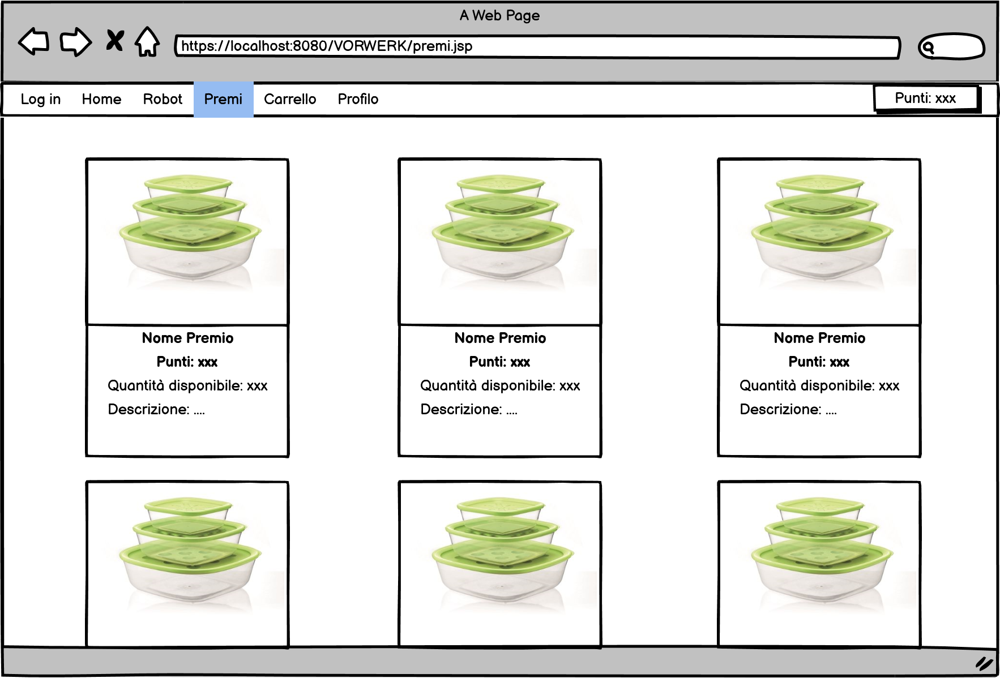 A Web Page
https://localhost:8080/VORWERK/premi.jsp
Log in Home Robot Premi Carrello Profilo Punti: xxx
Nome Premio Nome Premio Nome Premio
Punti: xxx Punti: xxx Punti: xxx
Quantità disponibile: xxx Quantità disponibile: xxx Quantità disponibile: xxx
Descrizione: .... Descrizione: .... Descrizione: ....